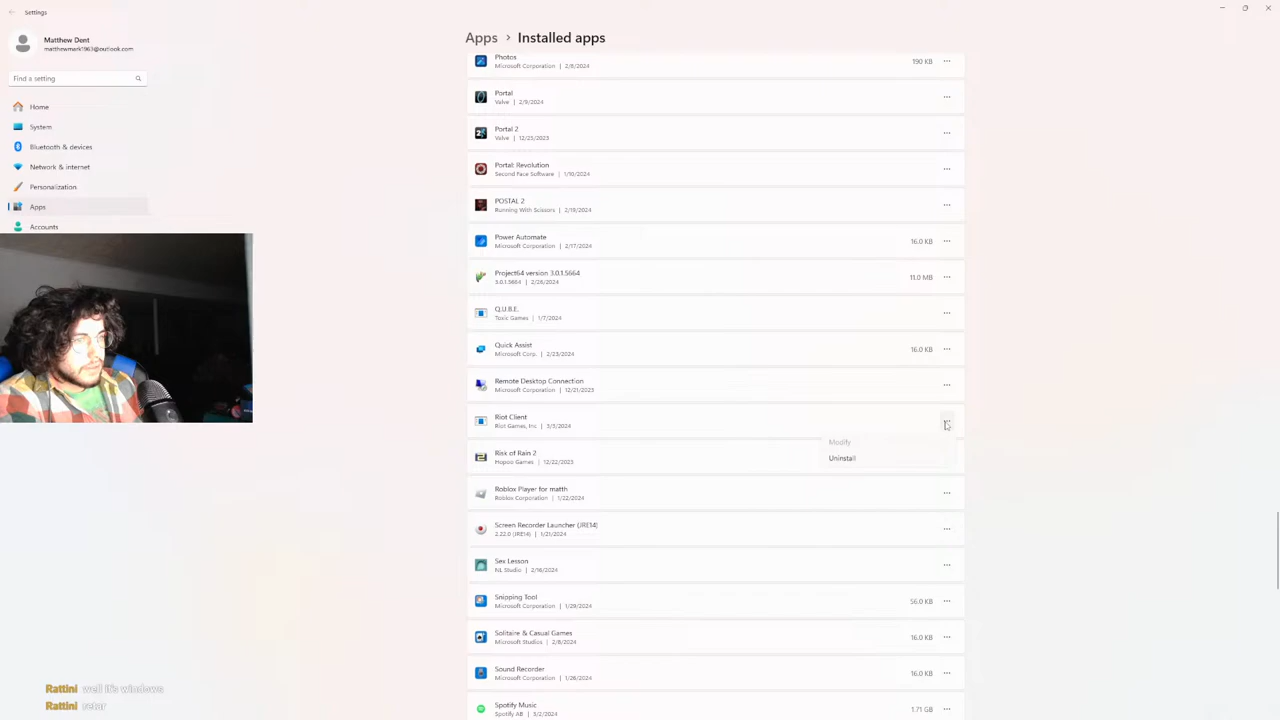 Settings
Matthew Dent
matthewmark1963@outlook.com
Find a setting
Home
System
Bluetooth & devices
Network & internet
Personalization
Apps
Accounts
Apps > Installed apps
Photos
Microsoft Corporation | 2/8/2024
190 KB
Portal
Valve | 2/9/2024
Portal 2
Valve | 12/23/2023
Portal: Revolution
Second Face Software | 1/10/2024
POSTAL 2
Running With Scissors | 2/19/2024
Power Automate
Microsoft Corporation | 2/17/2024
16.0 KB
Project64 version 3.0.1.5664
3.0.1.5664 | 2/26/2024
11.0 MB
Q.U.B.E.
Toxic Games | 1/7/2024
Quick Assist
Microsoft Corp. | 2/23/2024
16.0 KB
Remote Desktop Connection
Microsoft Corporation | 12/21/2023
Riot Client
Riot Games, Inc | 3/3/2024
Modify
Uninstall
Risk of Rain 2
Hopoo Games | 12/22/2023
Roblox Player for matth
Roblox Corporation | 1/22/2024
Screen Recorder Launcher (JRE14)
2.22.0 (JRE14) | 1/21/2024
Sex Lesson
NL Studio | 2/16/2024
Snipping Tool
Microsoft Corporation | 1/29/2024
56.0 KB
Solitaire & Casual Games
Microsoft Studios | 2/8/2024
16.0 KB
Sound Recorder
Microsoft Corporation | 1/26/2024
16.0 KB
Spotify Music
Spotify AB | 3/2/2024
1.71 GB
Rattini well it's windows
Rattini retar